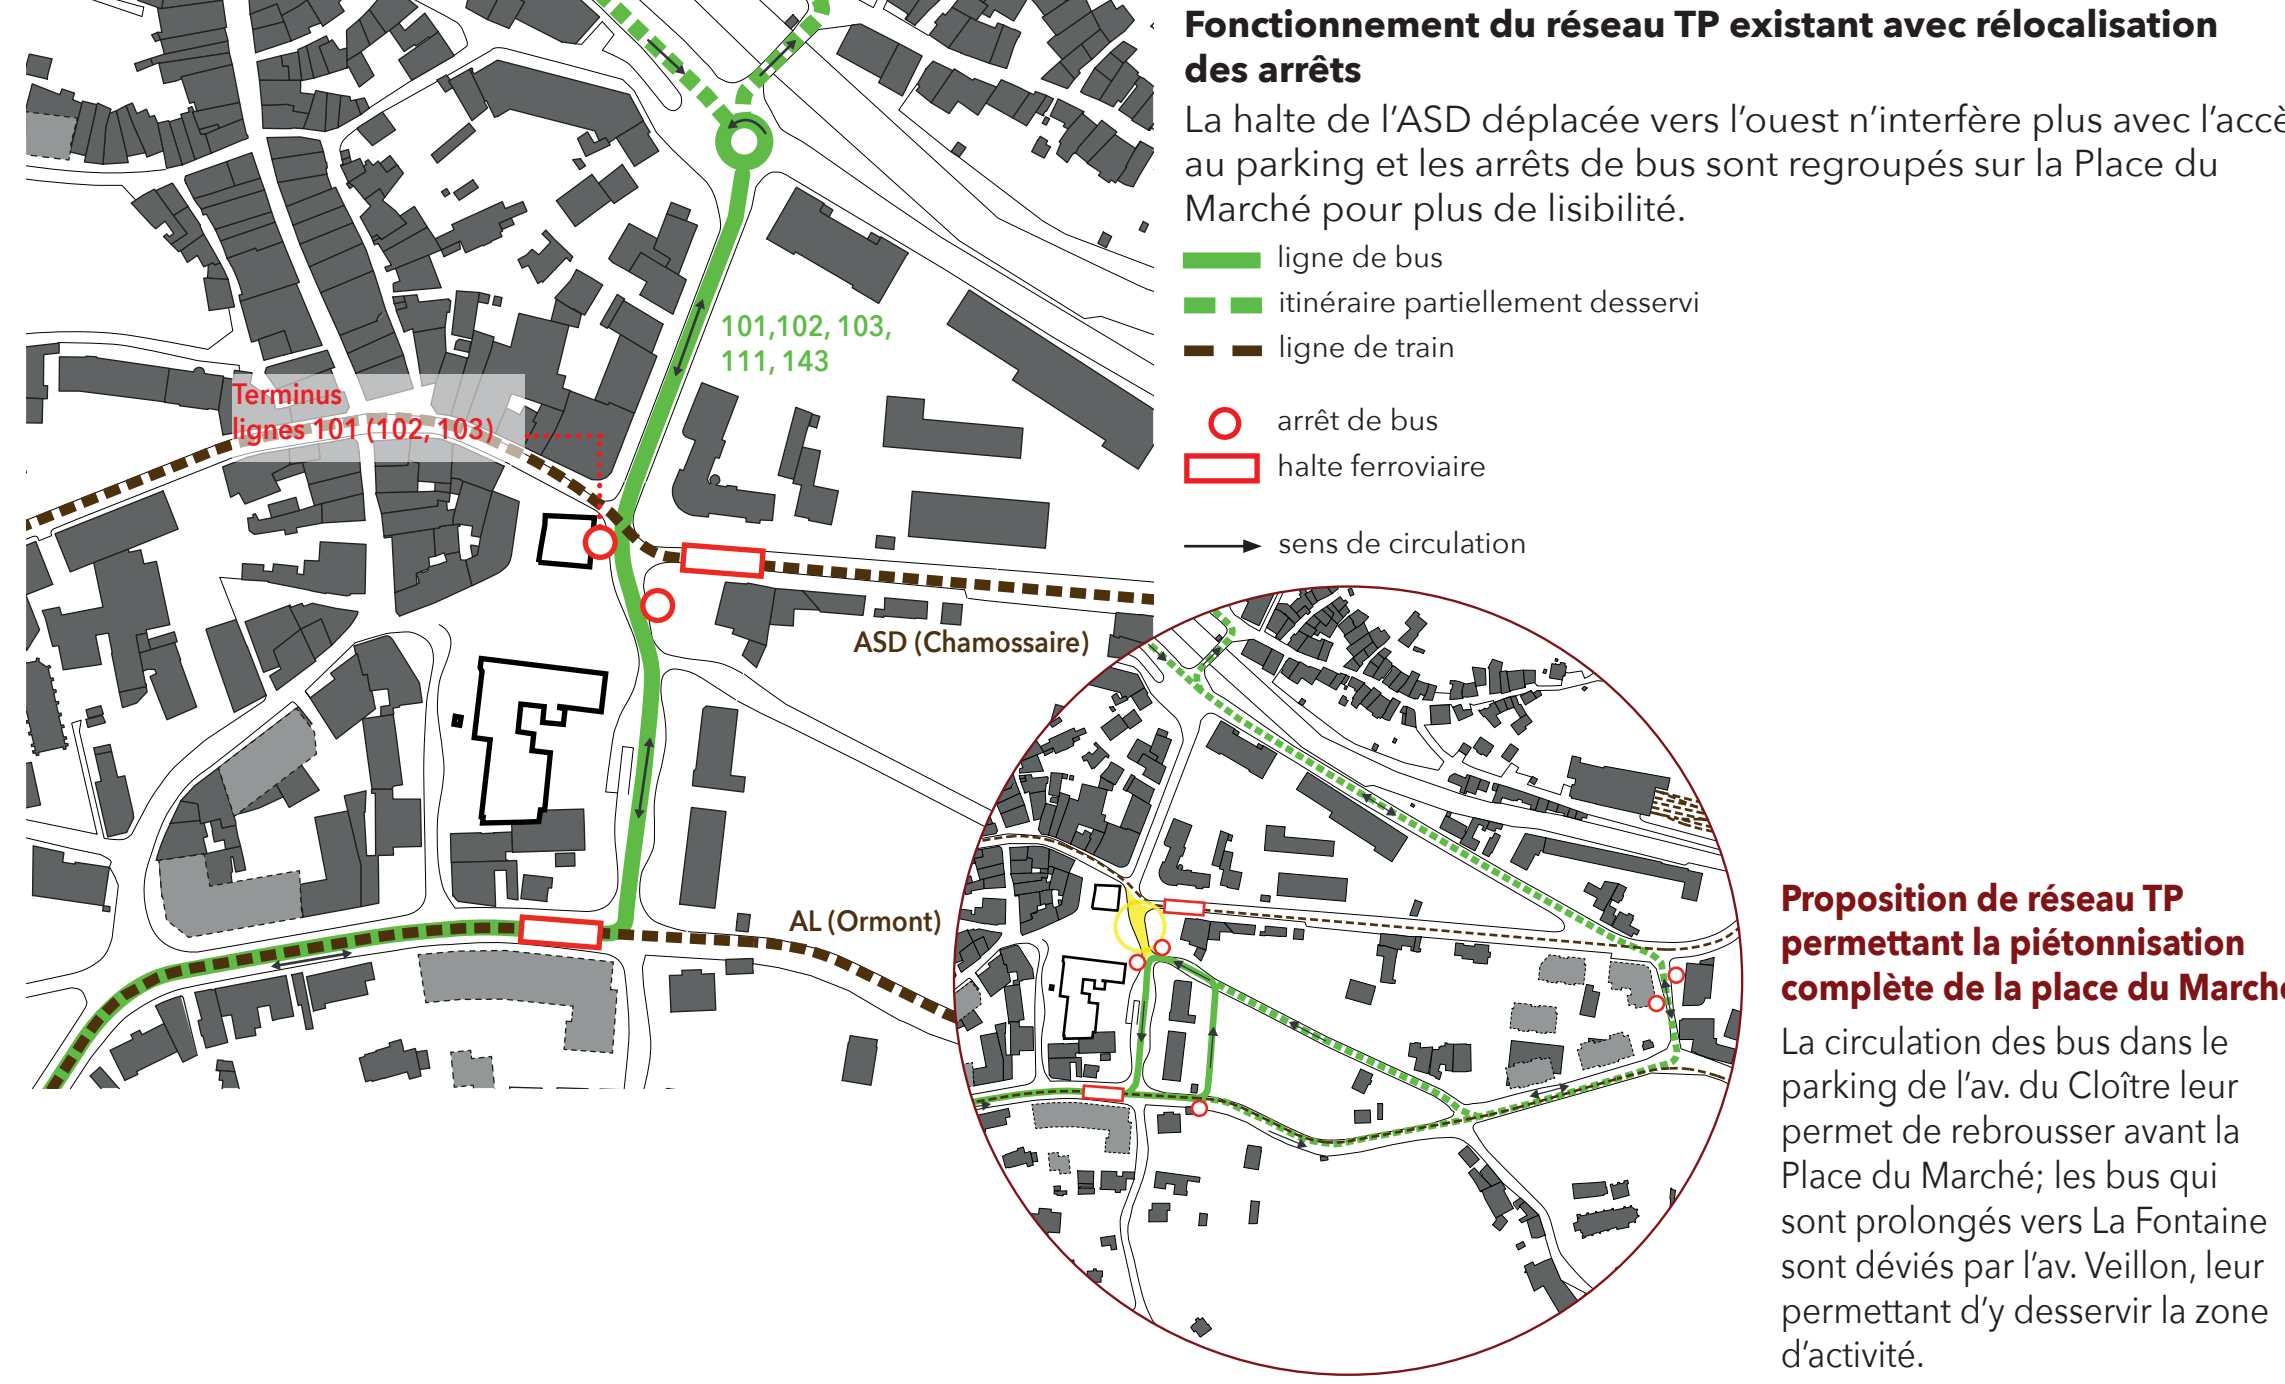 Fonctionnement du réseau TP existant avec rélocalisation
des arrêts
La halte de l'ASD déplacée vers l'ouest n'interfère plus avec l'accè
au parking et les arrêts de bus sont regroupés sur la Place du
Marché pour plus de lisibilité.
ligne de bus
itinéraire partiellement desservi
ligne de train
arrêt de bus
halte ferroviaire
sens de circulation
101,102, 103,
111, 143
Terminus
lignes 101 (102, 103)
ASD (Chamossaire)
AL (Ormont)
Proposition de réseau TP
permettant la piétonnisation
complète de la place du Marché
La circulation des bus dans le
parking de l'av. du Cloître leur
permet de rebrousser avant la
Place du Marché; les bus qui
sont prolongés vers La Fontaine
sont déviés par l'av. Veillon, leur
permettant d'y desservir la zone
d'activité.